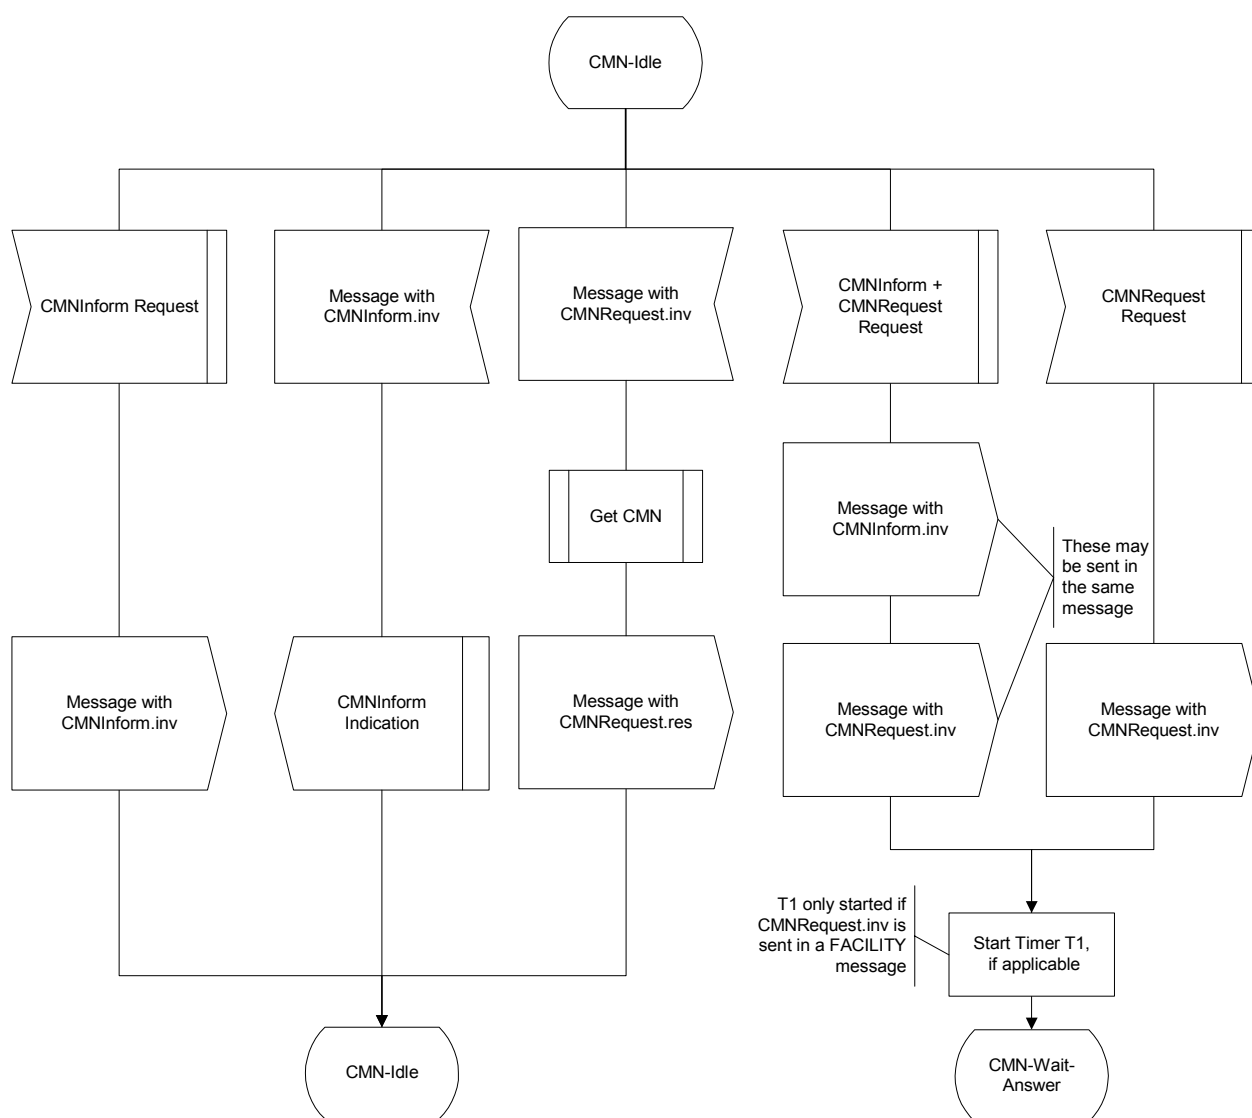 CMN-Idle
CMNInform Request
Message with
CMNInform.inv
Message with
CMNRequest.inv
CMNInform +
CMNRequest
Request
CMNRequest
Request
Get CMN
Message with
CMNInform.inv
These may
be sent in
the same
message
Message with
CMNInform.inv
CMNInform
Indication
Message with
CMNRequest.res
Message with
CMNRequest.inv
Message with
CMNRequest.inv
T1 only started if
CMNRequest.inv is
sent in a FACILITY
message
Start Timer T1,
if applicable
CMN-Idle
CMN-Wait-
Answer